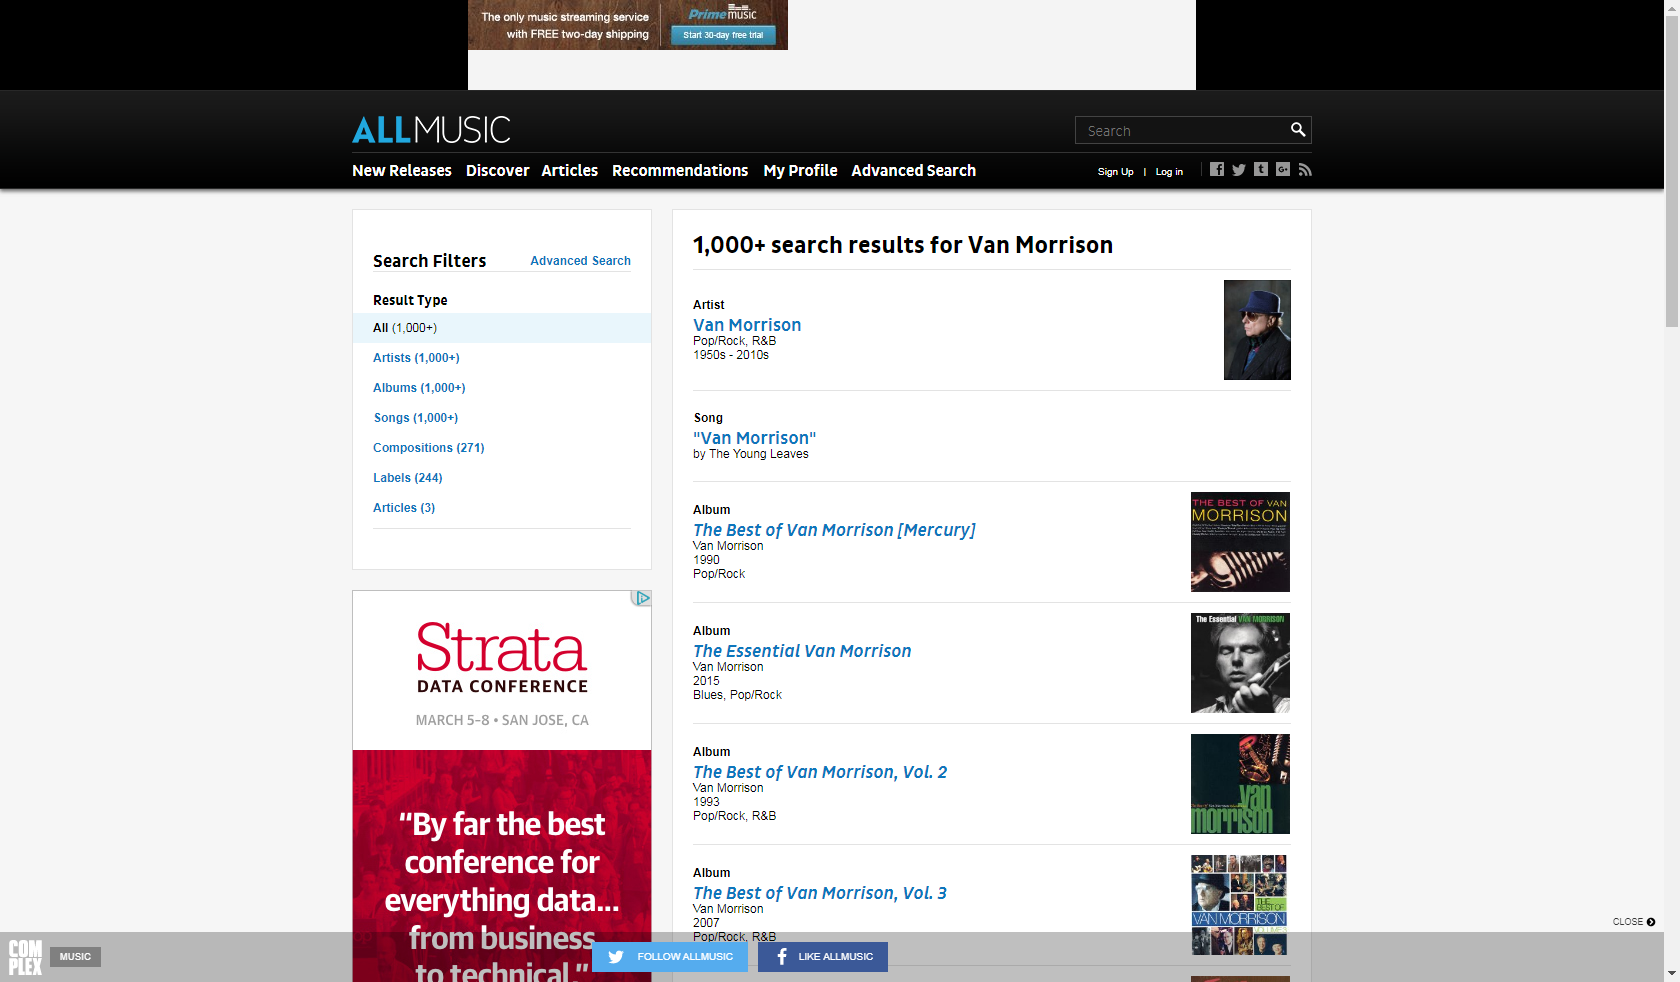 The only music streaming service
with FREE two-day shipping
Prime music
Start 30-day free trial
ALLMUSIC
Search
New Releases Discover Articles Recommendations My Profile Advanced Search
Sign Up | Log in
Search Filters Advanced Search
Result Type
All (1,000+)
Artists (1,000+)
Albums (1,000+)
Songs (1,000+)
Compositions (271)
Labels (244)
Articles (3)
Strata
DATA CONFERENCE
MARCH 5-8 • SAN JOSE, CA
“By far the best
conference for
everything data...
from business
to technical.”
1,000+ search results for Van Morrison
Artist
Van Morrison
Pop/Rock, R&B
1950s - 2010s
Song
"Van Morrison"
by The Young Leaves
Album
The Best of Van Morrison [Mercury]
Van Morrison
1990
Pop/Rock
THE BEST OF VAN
MORRISON
Album
The Essential Van Morrison
Van Morrison
2015
Blues, Pop/Rock
The Essential VAN MORRISON
Album
The Best of Van Morrison, Vol. 2
Van Morrison
1993
Pop/Rock, R&B
van
morrison
Album
The Best of Van Morrison, Vol. 3
Van Morrison
2007
Pop/Rock, R&B
THE
BEST OF
VAN MORRISON
CLOSE
COMPLEX
MUSIC
FOLLOW ALLMUSIC
LIKE ALLMUSIC